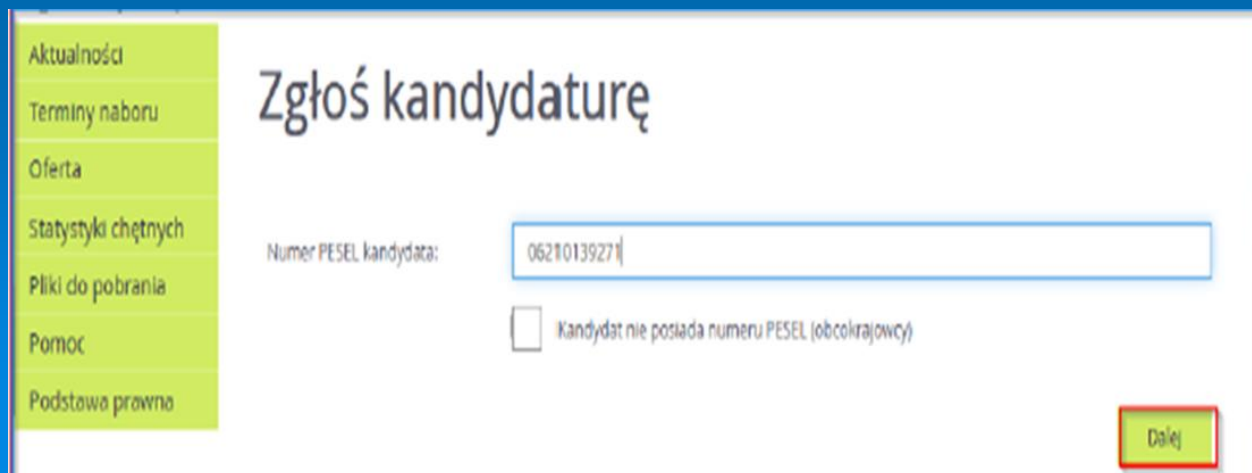 Aktualności
Terminy naboru
Oferta
Statystyki chętnych
Pliki do pobrania
Pomoc
Podstawa prawna
Zgłoś kandydaturę
Numer PESEL kandydata:
06210139271
Kandydat nie posiada numeru PESEL (obcokrajowcy)
Dalej